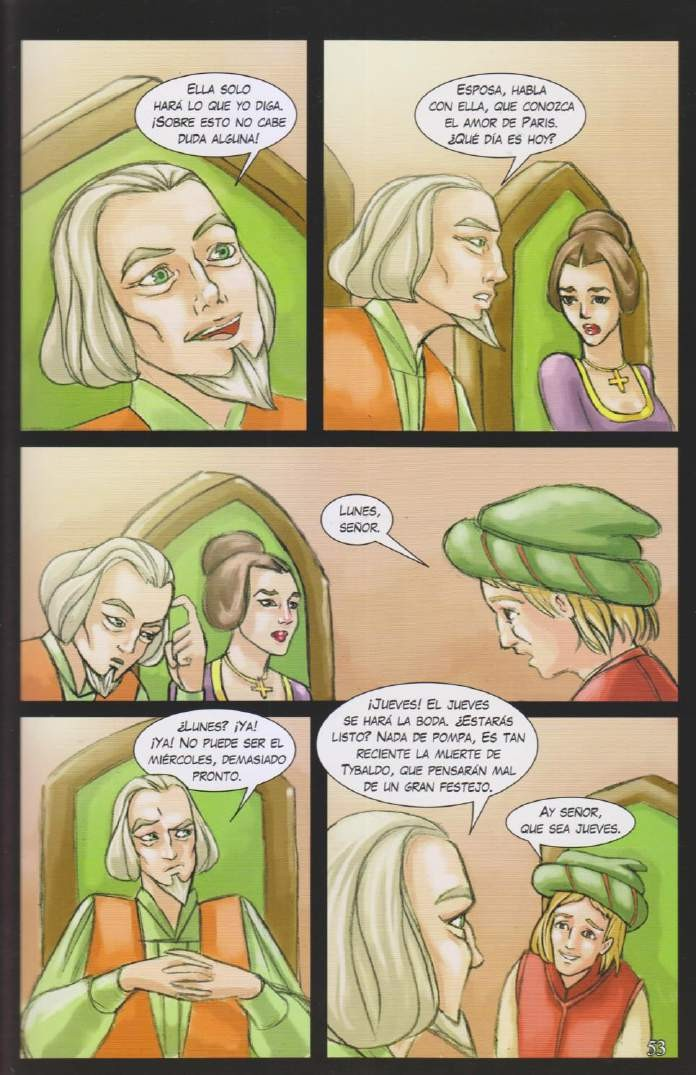 ELLA SOLO
HARÁ LO QUE YO DIGA.
¡SOBRE ESTO NO CABE
DUDA ALGUNA!
ESPOSA, HABLA
CON ELLA, QUE CONOZCA
EL AMOR DE PARIS.
¿QUÉ DÍA ES HOY?
LUNES,
SEÑOR.
¿LUNES? ¡YA!
¡YA! NO PUEDE SER EL
MIÉRCOLES, DEMASIADO
PRONTO.
¡JUEVES! EL JUEVES
SE HARÁ LA BODA. ¿ESTARÁS
LISTO? NADA DE POMPA, ES TAN
RECIENTE LA MUERTE DE
TYBALDO, QUE PENSARÁN MAL
DE UN GRAN FESTEJO.
AY SEÑOR,
QUE SEA JUEVES.
53